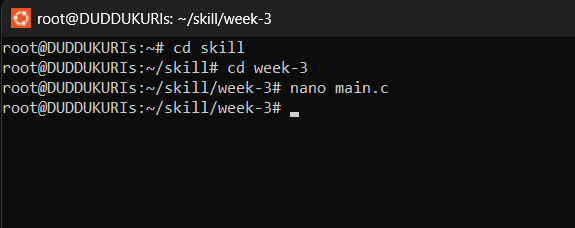 root@DUDDUKURIs: ~/skill/week-3
root@DUDDUKURIs:~# cd skill
root@DUDDUKURIs:~/skill# cd week-3
root@DUDDUKURIs:~/skill/week-3# nano main.c
root@DUDDUKURIs:~/skill/week-3#